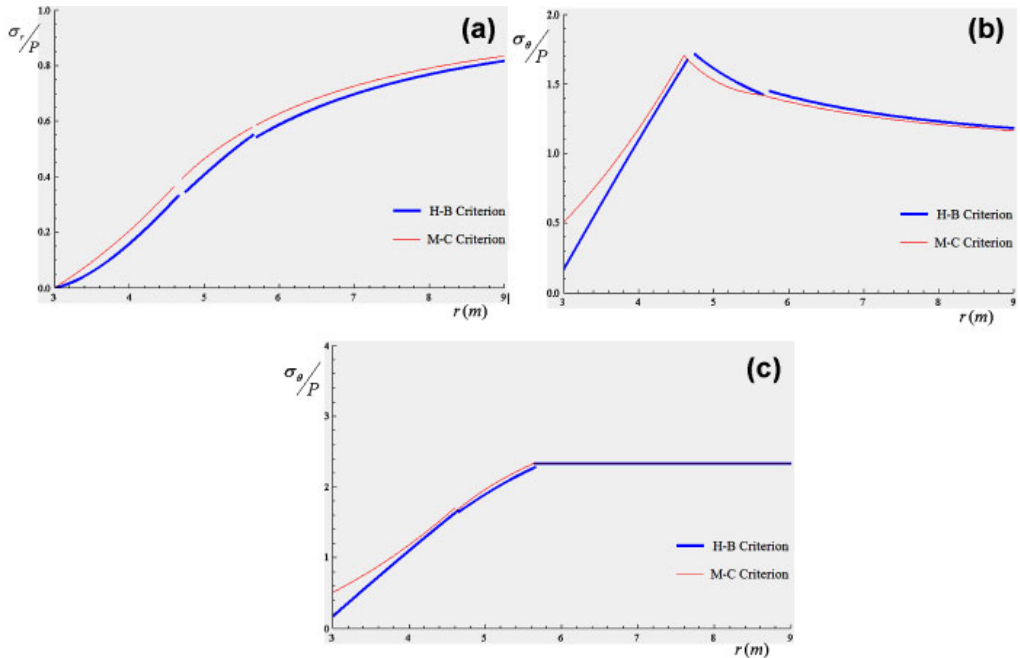 (a)
σr/P
1.0
0.8
0.6
0.4
0.2
0.0
3 4 5 6 7 8 9
r(m)
H-B Criterion
M-C Criterion
(b)
σθ/P
2.0
1.5
1.0
0.5
0.0
3 4 5 6 7 8 9
r(m)
H-B Criterion
M-C Criterion
(c)
σθ/P
4
3
2
1
0
3 4 5 6 7 8 9
r(m)
H-B Criterion
M-C Criterion